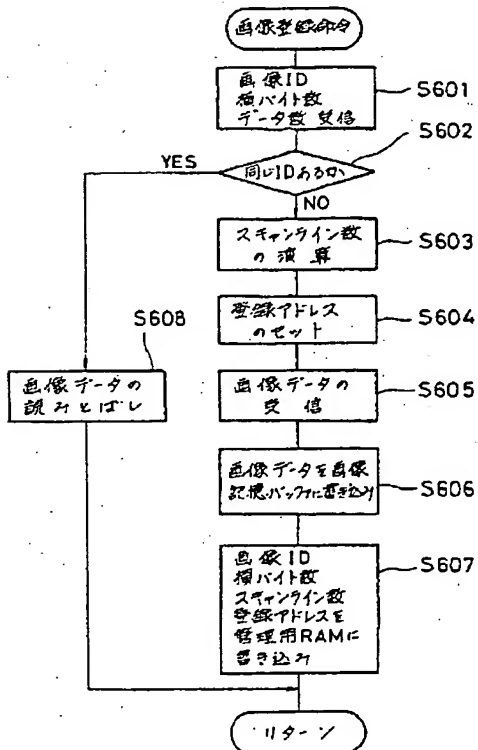 画像登録命令
画像ID
横バイト数
データ数 受信
S601
S602
同じIDあるか
YES
NO
スキャンライン数
の演算
S603
登録アドレス
のセット
S604
S608
画像データの
読みとばし
画像データの
受信
S605
画像データを画像
記憶バッファに書き込み
S606
画像ID
横バイト数
スキャンライン数
登録アドレスを
管理用RAMに
書き込み
S607
リターン